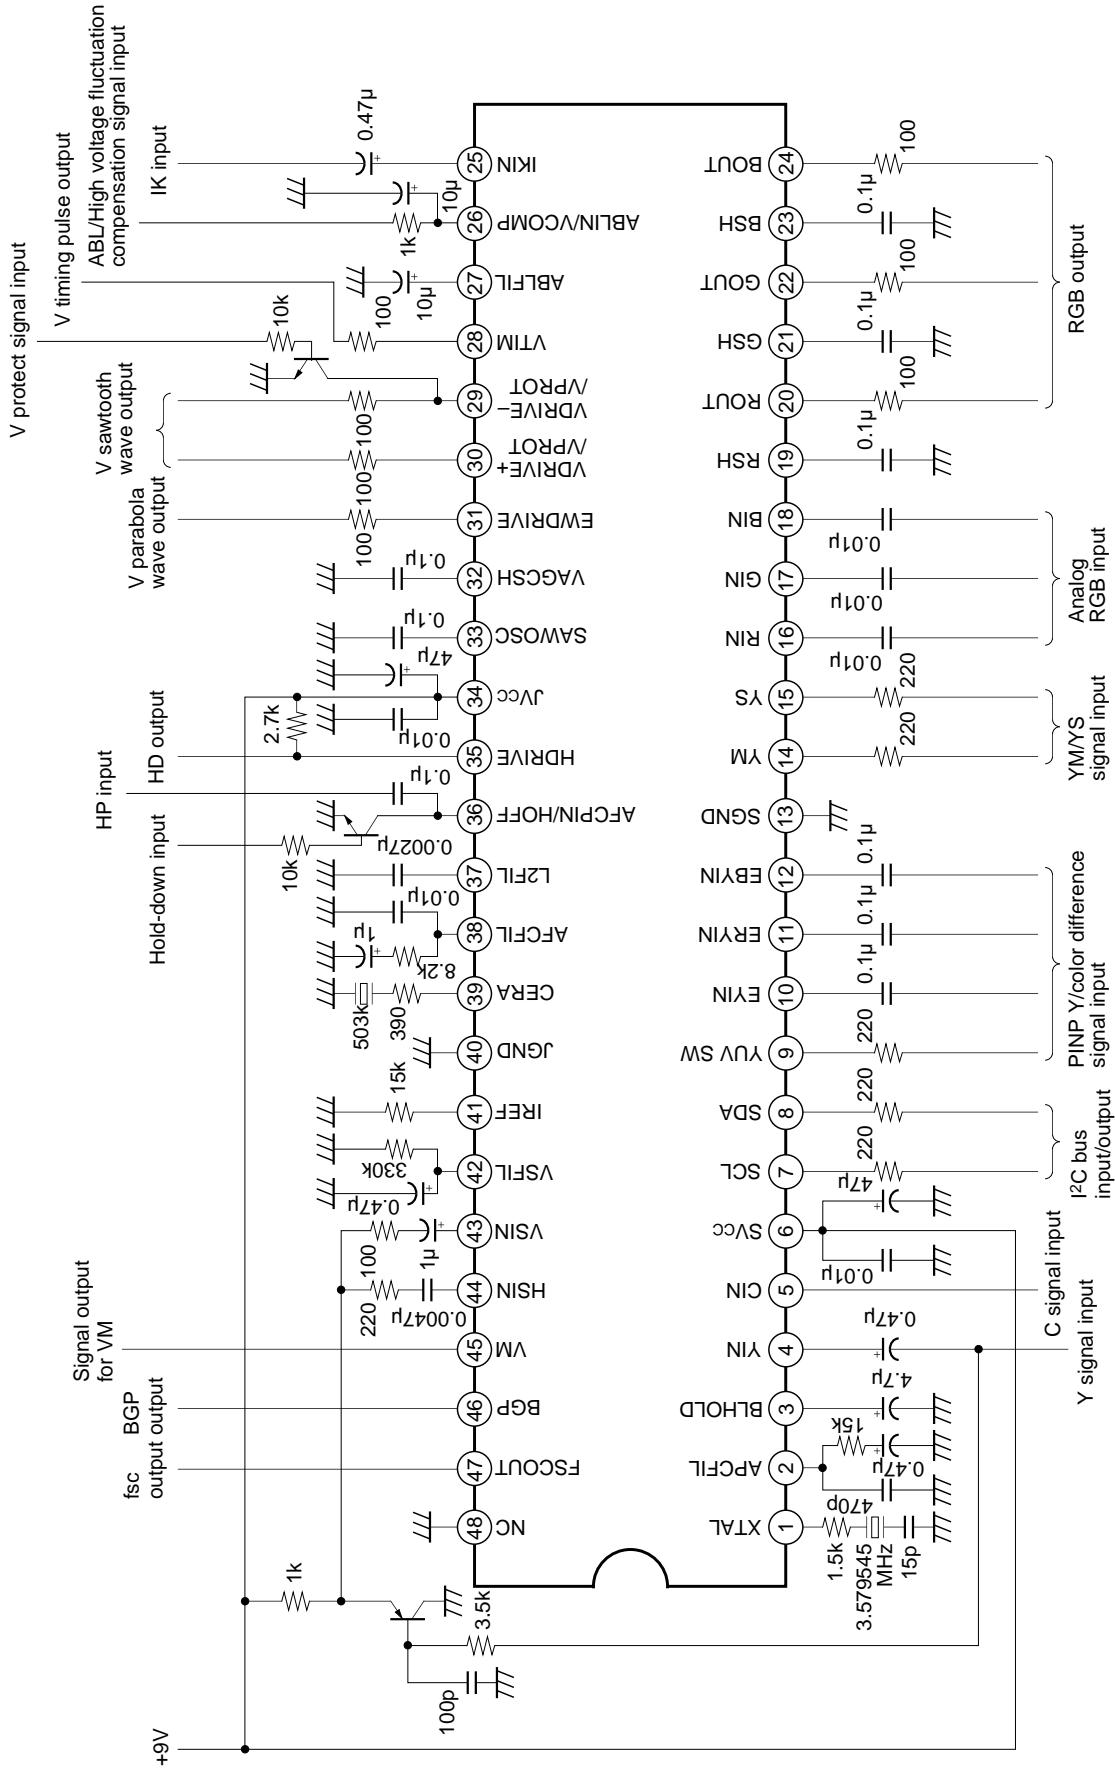 +9V
1k
100p
3.5k
fsc
output output
BGP
Signal output
for VM
Hold-down input
HP input
HD output
V parabola
wave output
V sawtooth
wave output
V protect signal input
V timing pulse output
ABL/High voltage fluctuation
compensation signal input
IK input
220
0.0047μ
100
1μ
0.47μ
330k
15k
503k
390
1μ
8.2k
0.01μ
0.0027μ
10k
0.1μ
2.7k
0.01μ
47μ
0.1μ
0.1μ
100
100
100
10k
100
10μ
1k
10μ
0.47μ
48
47
46
45
44
43
42
41
40
39
38
37
36
35
34
33
32
31
30
29
28
27
26
25
NC
FSCOUT
BGP
VM
HSIN
VSIN
VSFIL
IREF
JGND
CERA
AFCFIL
L2FIL
AFCPIN/HOFF
HDRIVE
JVCC
SAWOSC
VAGCSH
EWDRIVE
VDRIVE+
/VPROT
VDRIVE–
/VPROT
VTIM
ABLFIL
ABLIN/VCOMP
IKIN
XTAL
APCFIL
BLHOLD
YIN
CIN
SVCC
SCL
SDA
YUV SW
EYIN
ERYIN
EBYIN
SGND
YM
YS
RIN
GIN
BIN
RSH
ROUT
GSH
GOUT
BSH
BOUT
1
2
3
4
5
6
7
8
9
10
11
12
13
14
15
16
17
18
19
20
21
22
23
24
1.5k
3.579545
MHz
15p
470p
15k
0.47μ
4.7μ
0.47μ
0.01μ
47μ
220
220
220
0.1μ
0.1μ
0.1μ
220
220
0.01μ
0.01μ
0.01μ
0.1μ
100
0.1μ
100
0.1μ
100
Y signal input
C signal input
I2C bus
input/output
PINP Y/color difference
signal input
YM/YS
signal input
Analog
RGB input
RGB output